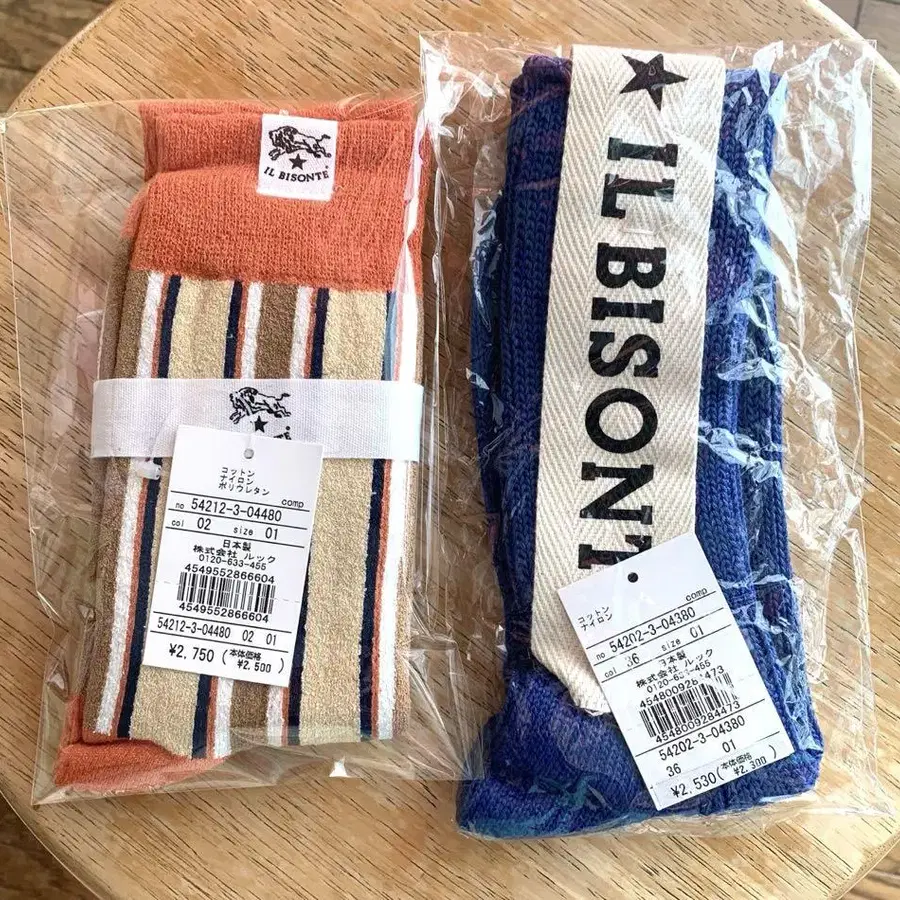 IL BISONTE
コットン
ナイロン
ポリウレタン
comp
no 54212-3-04480
col 02 size 01
日本製
株式会社 ルック
0120-633-455
4549552866604
4549552866604
54212-3-04480 02 01
¥2,750 (本体価格 ¥2,500)
IL BISONT
コットン
ナイロン
comp
no 54202-3-04380
col 36 size 01
日本製
株式会社 ルック
4548009284473
54202-3-04380
36 01
¥2,530 (本体価格 ¥2,300)